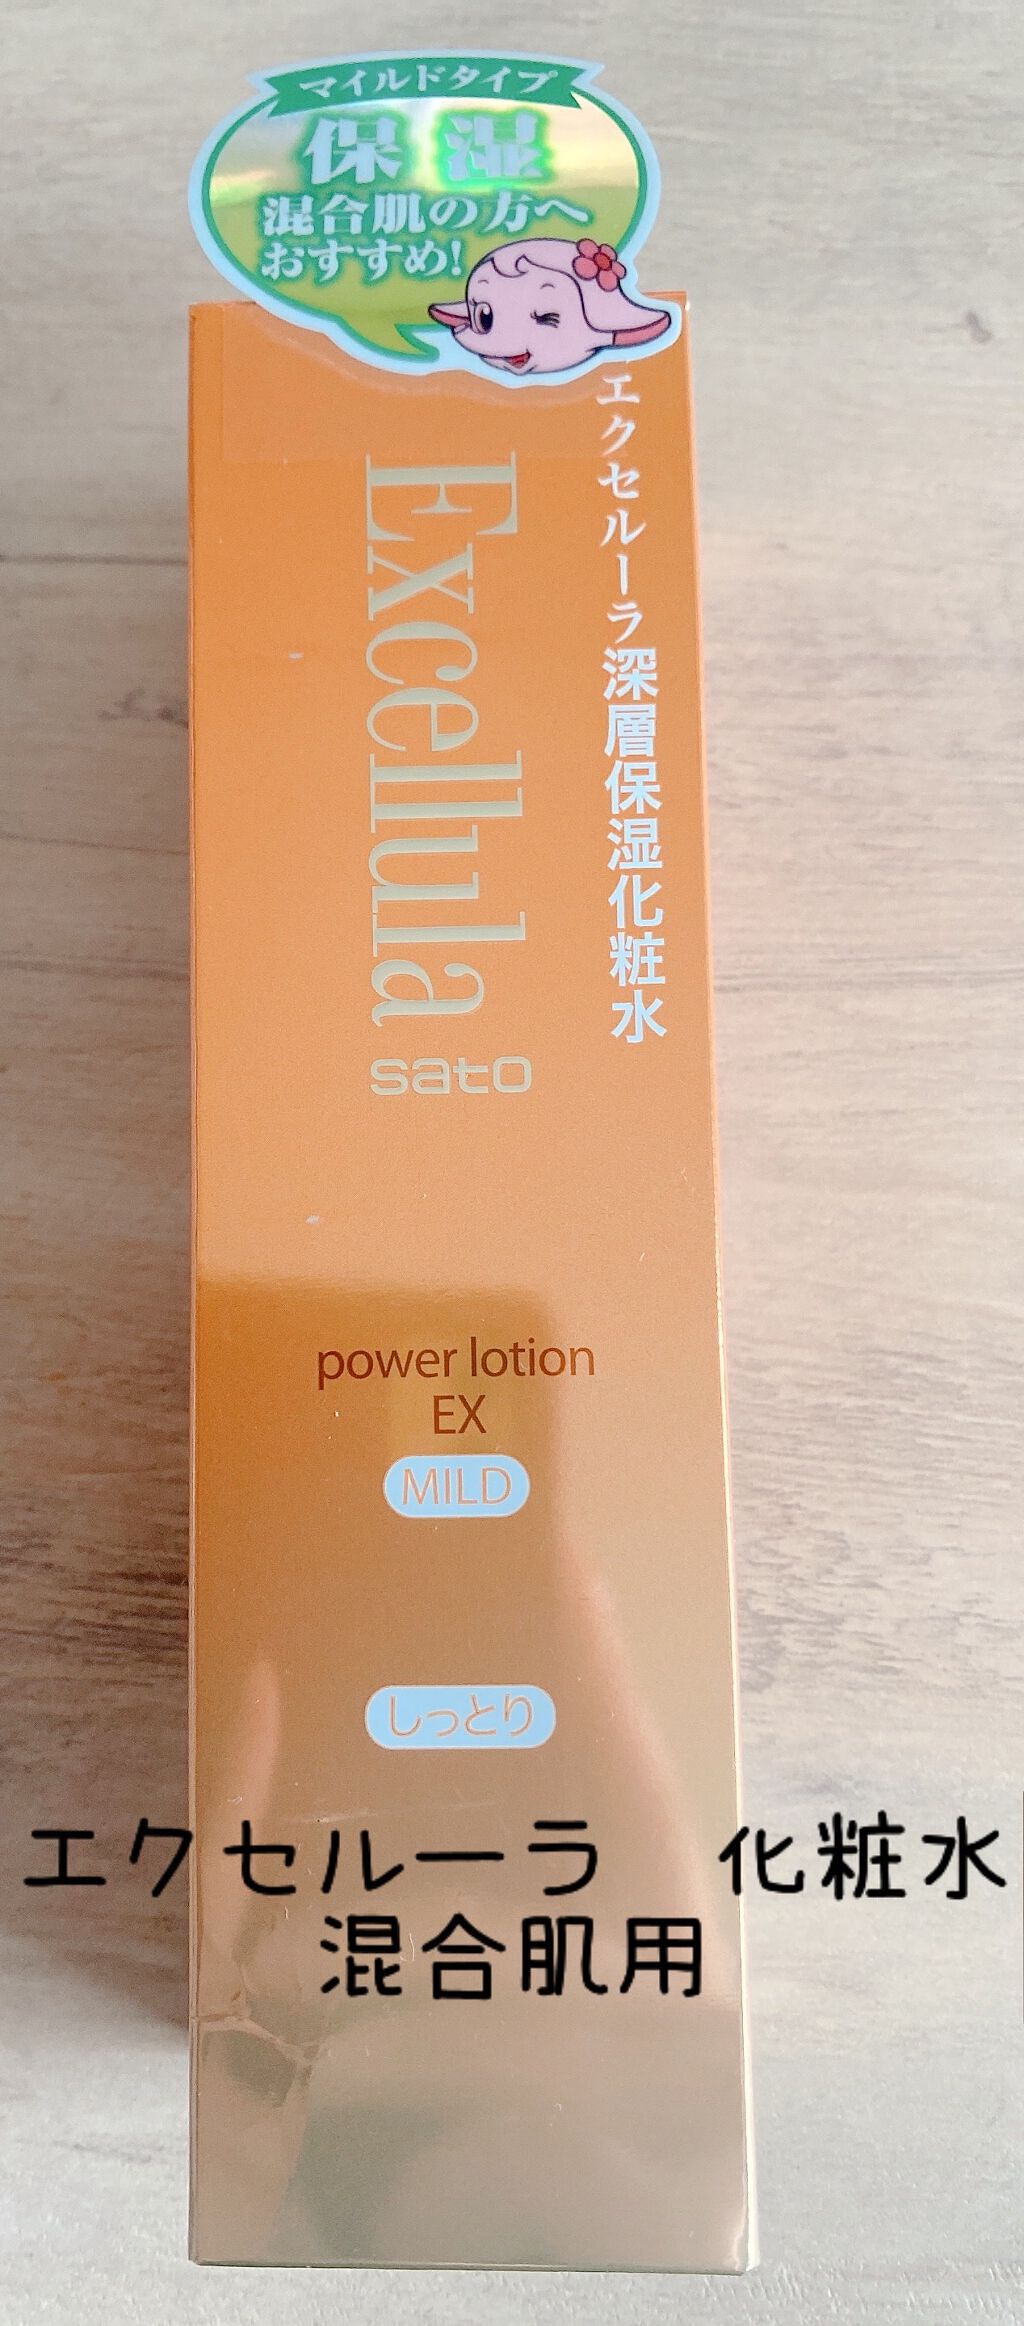 マイルドタイプ
保湿
混合肌の方へ
おすすめ!
エクセルーラ深層保湿化粧水
Excellula
sato
power lotion
EX
MILD
しっとり
エクセルーラ 化粧水
混合肌用